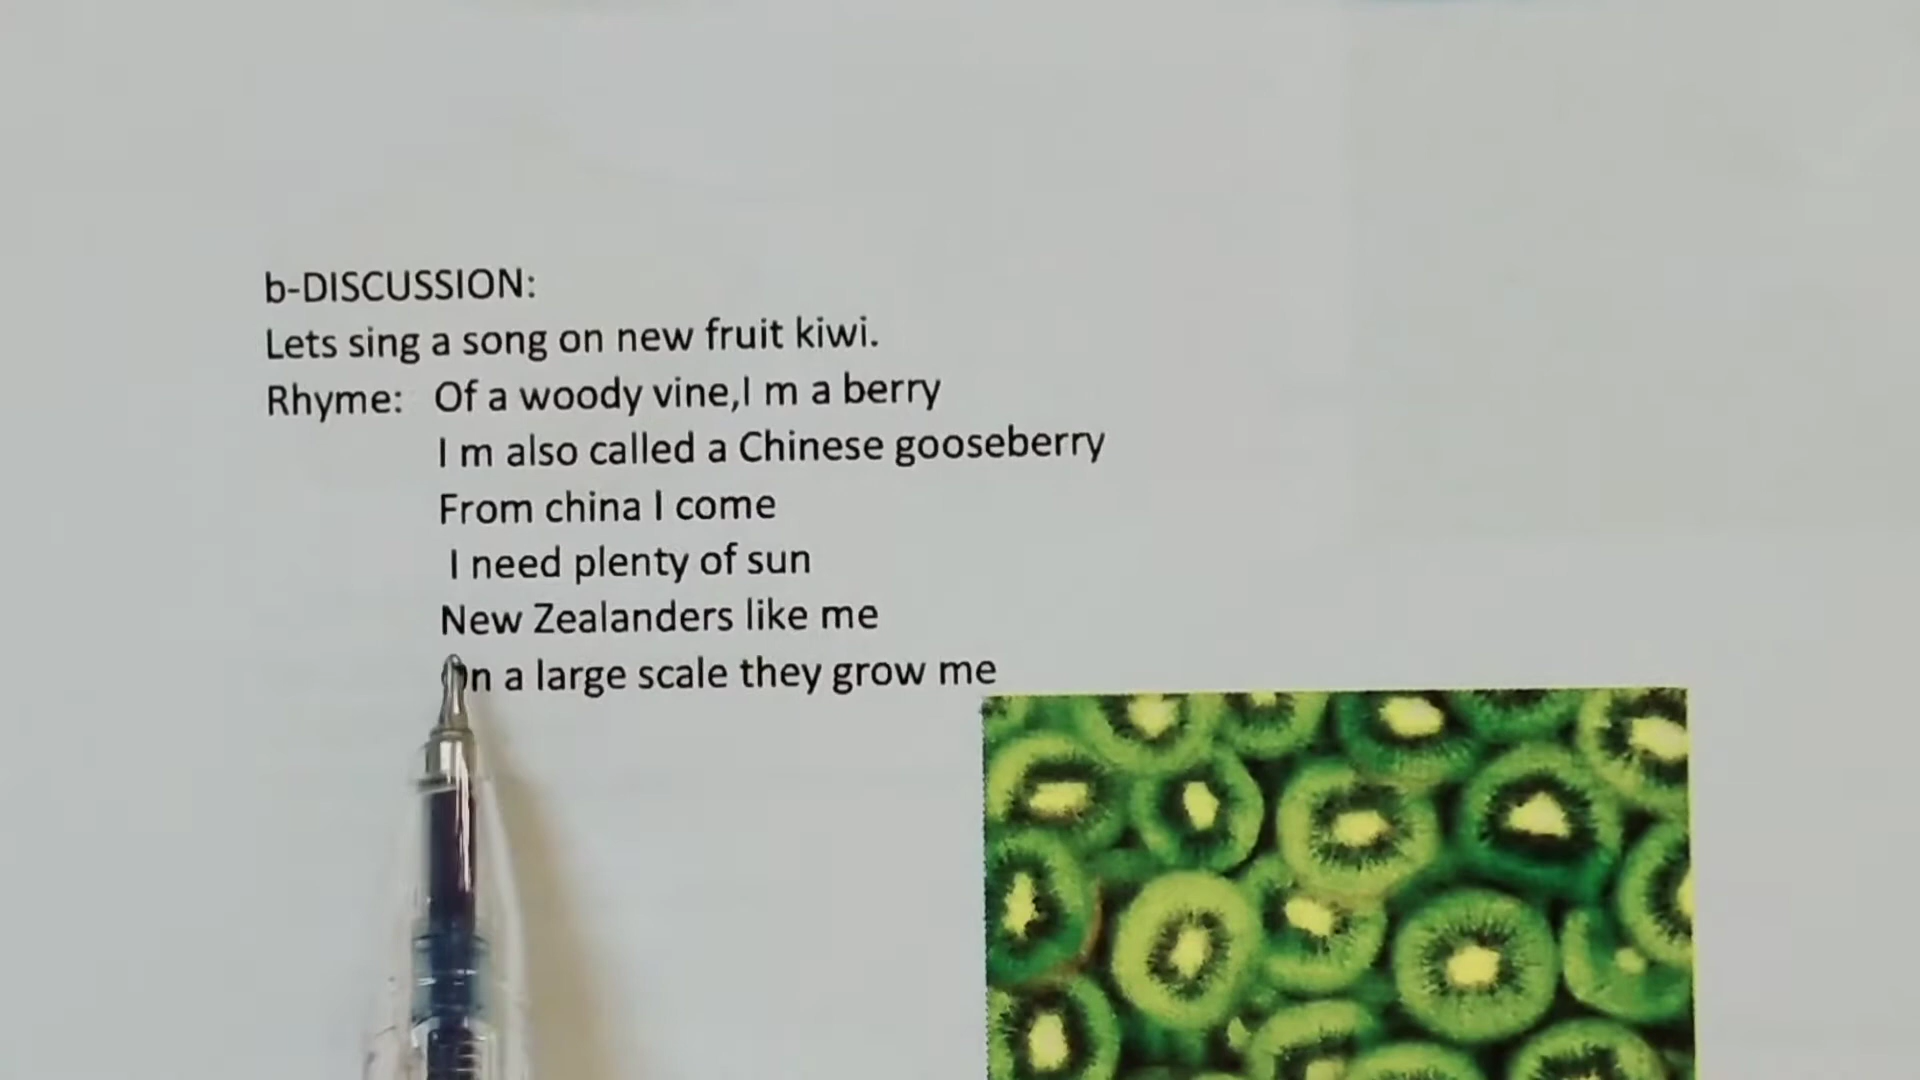 b-DISCUSSION:
Lets sing a song on new fruit kiwi.
Rhyme: Of a woody vine,I m a berry
I m also called a Chinese gooseberry
From china I come
I need plenty of sun
New Zealanders like me
On a large scale they grow me